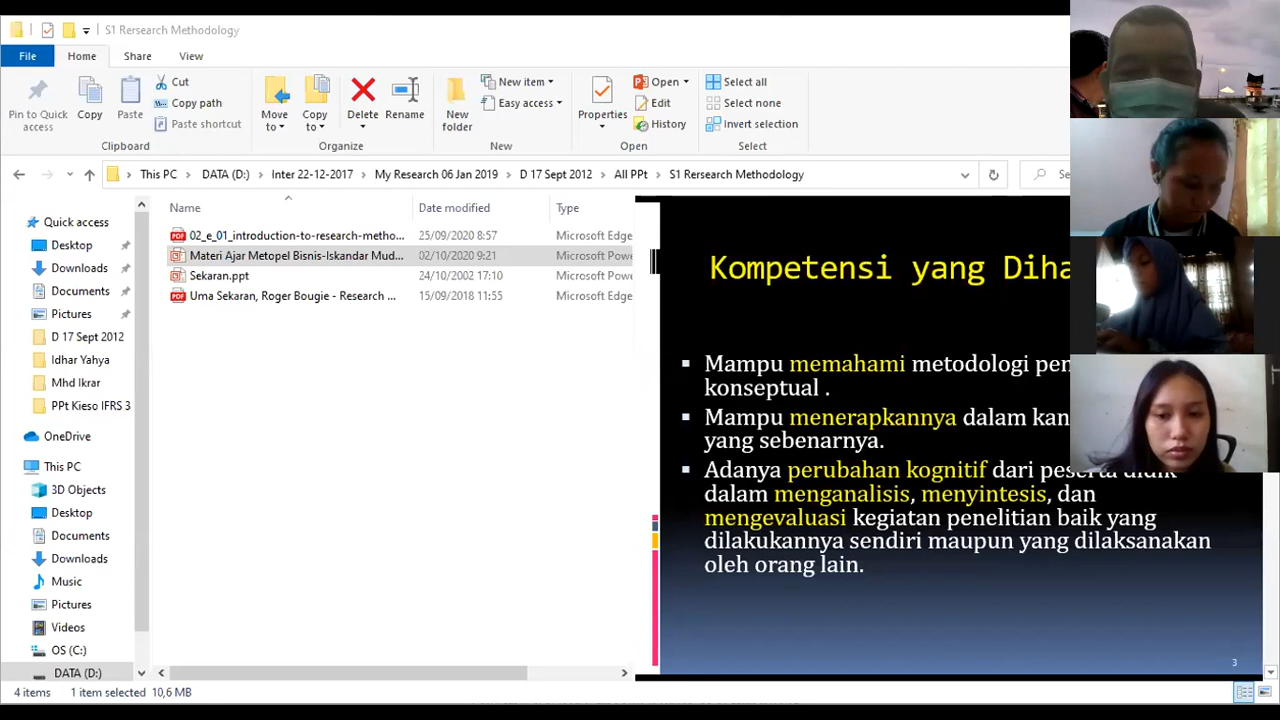 S1 Rersearch Methodology
File Home Share View
Pin to Quick access
Copy
Paste
Cut
Copy path
Paste shortcut
Clipboard
Move to
Copy to
Delete
Rename
Organize
New folder
New item
Easy access
New
Properties
Open
Edit
History
Open
Select all
Select none
Invert selection
Select
This PC > DATA (D:) > Inter 22-12-2017 > My Research 06 Jan 2019 > D 17 Sept 2012 > All PPt > S1 Rersearch Methodology
Name Date modified Type
02_e_01_introduction-to-research-metho... 25/09/2020 8:57 Microsoft Edge
Materi Ajar Metopel Bisnis-Iskandar Mud... 02/10/2020 9:21 Microsoft Pow
Sekaran.ppt 24/10/2002 17:10 Microsoft Pow
Uma Sekaran, Roger Bougie - Research ... 15/09/2018 11:55 Microsoft Edge
Quick access
Desktop
Downloads
Documents
Pictures
D 17 Sept 2012
Idhar Yahya
Mhd Ikrar
PPt Kieso IFRS 3
OneDrive
This PC
3D Objects
Desktop
Documents
Downloads
Music
Pictures
Videos
OS (C:)
DATA (D:)
4 items 1 item selected 10,6 MB
Kompetensi yang Diha
▪ Mampu memahami metodologi pen
konseptual .
▪ Mampu menerapkannya dalam kan
yang sebenarnya.
▪ Adanya perubahan kognitif dari peserta didik
dalam menganalisis, menyintesis, dan
mengevaluasi kegiatan penelitian baik yang
dilakukannya sendiri maupun yang dilaksanakan
oleh orang lain.
3